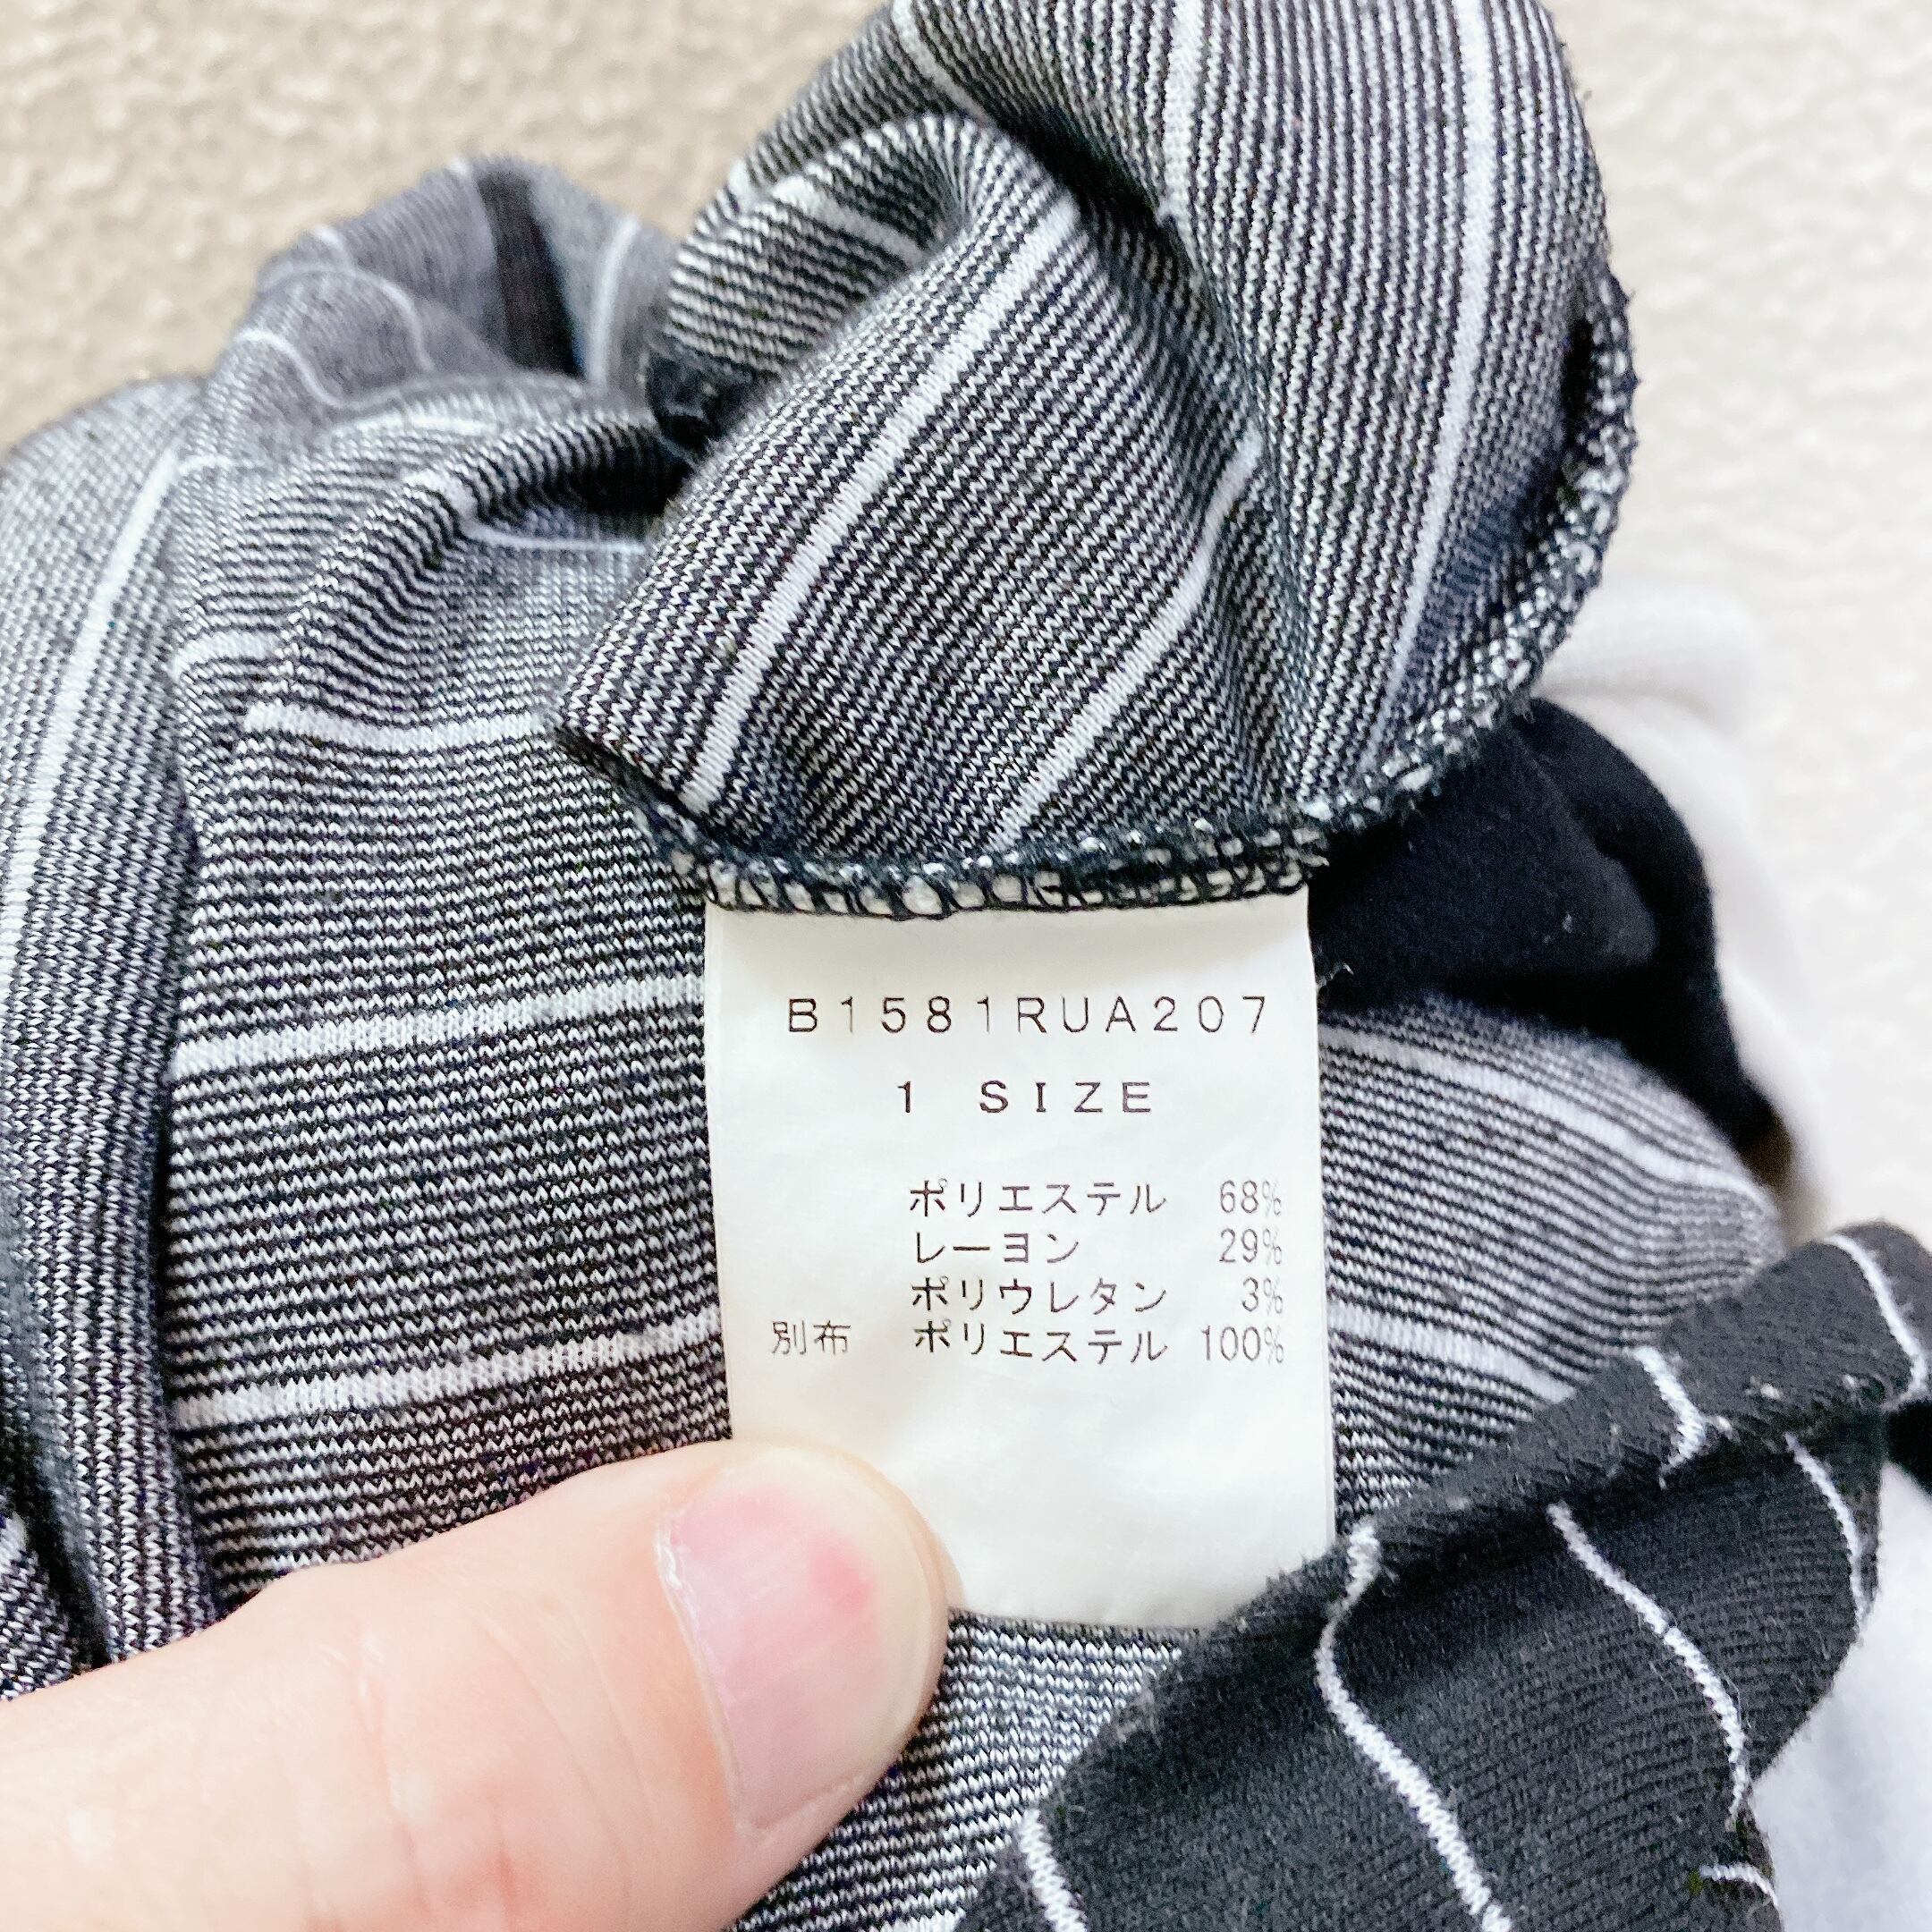 B1581RUA207
1 SIZE
ポリエステル 68%
レーヨン 29%
ポリウレタン 3%
別布 ポリエステル 100%